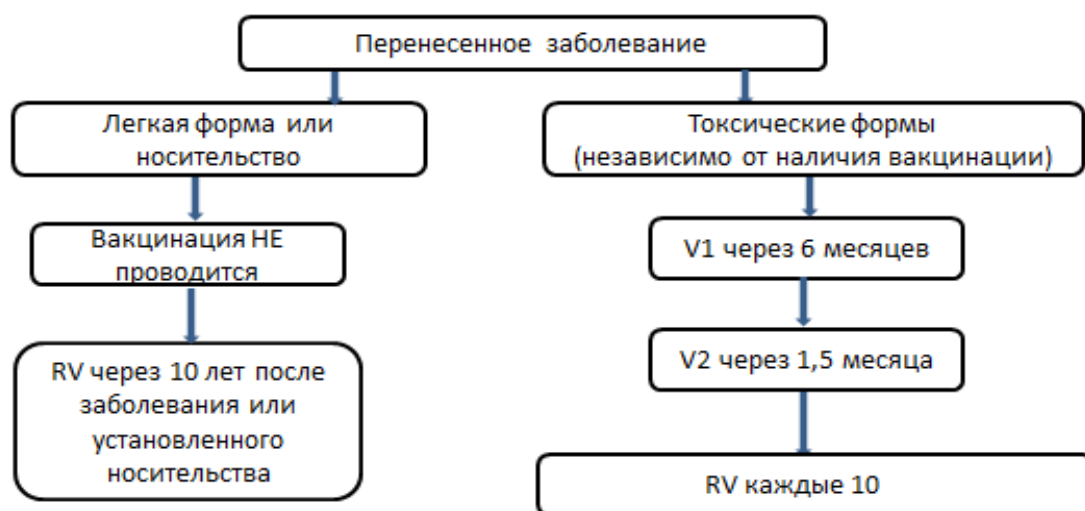 Перенесенное заболевание
Легкая форма или
носительство
Токсические формы
(независимо от наличия вакцинации)
Вакцинация НЕ
проводится
V1 через 6 месяцев
V2 через 1,5 месяца
RV через 10 лет после
заболевания или
установленного
носительства
RV каждые 10